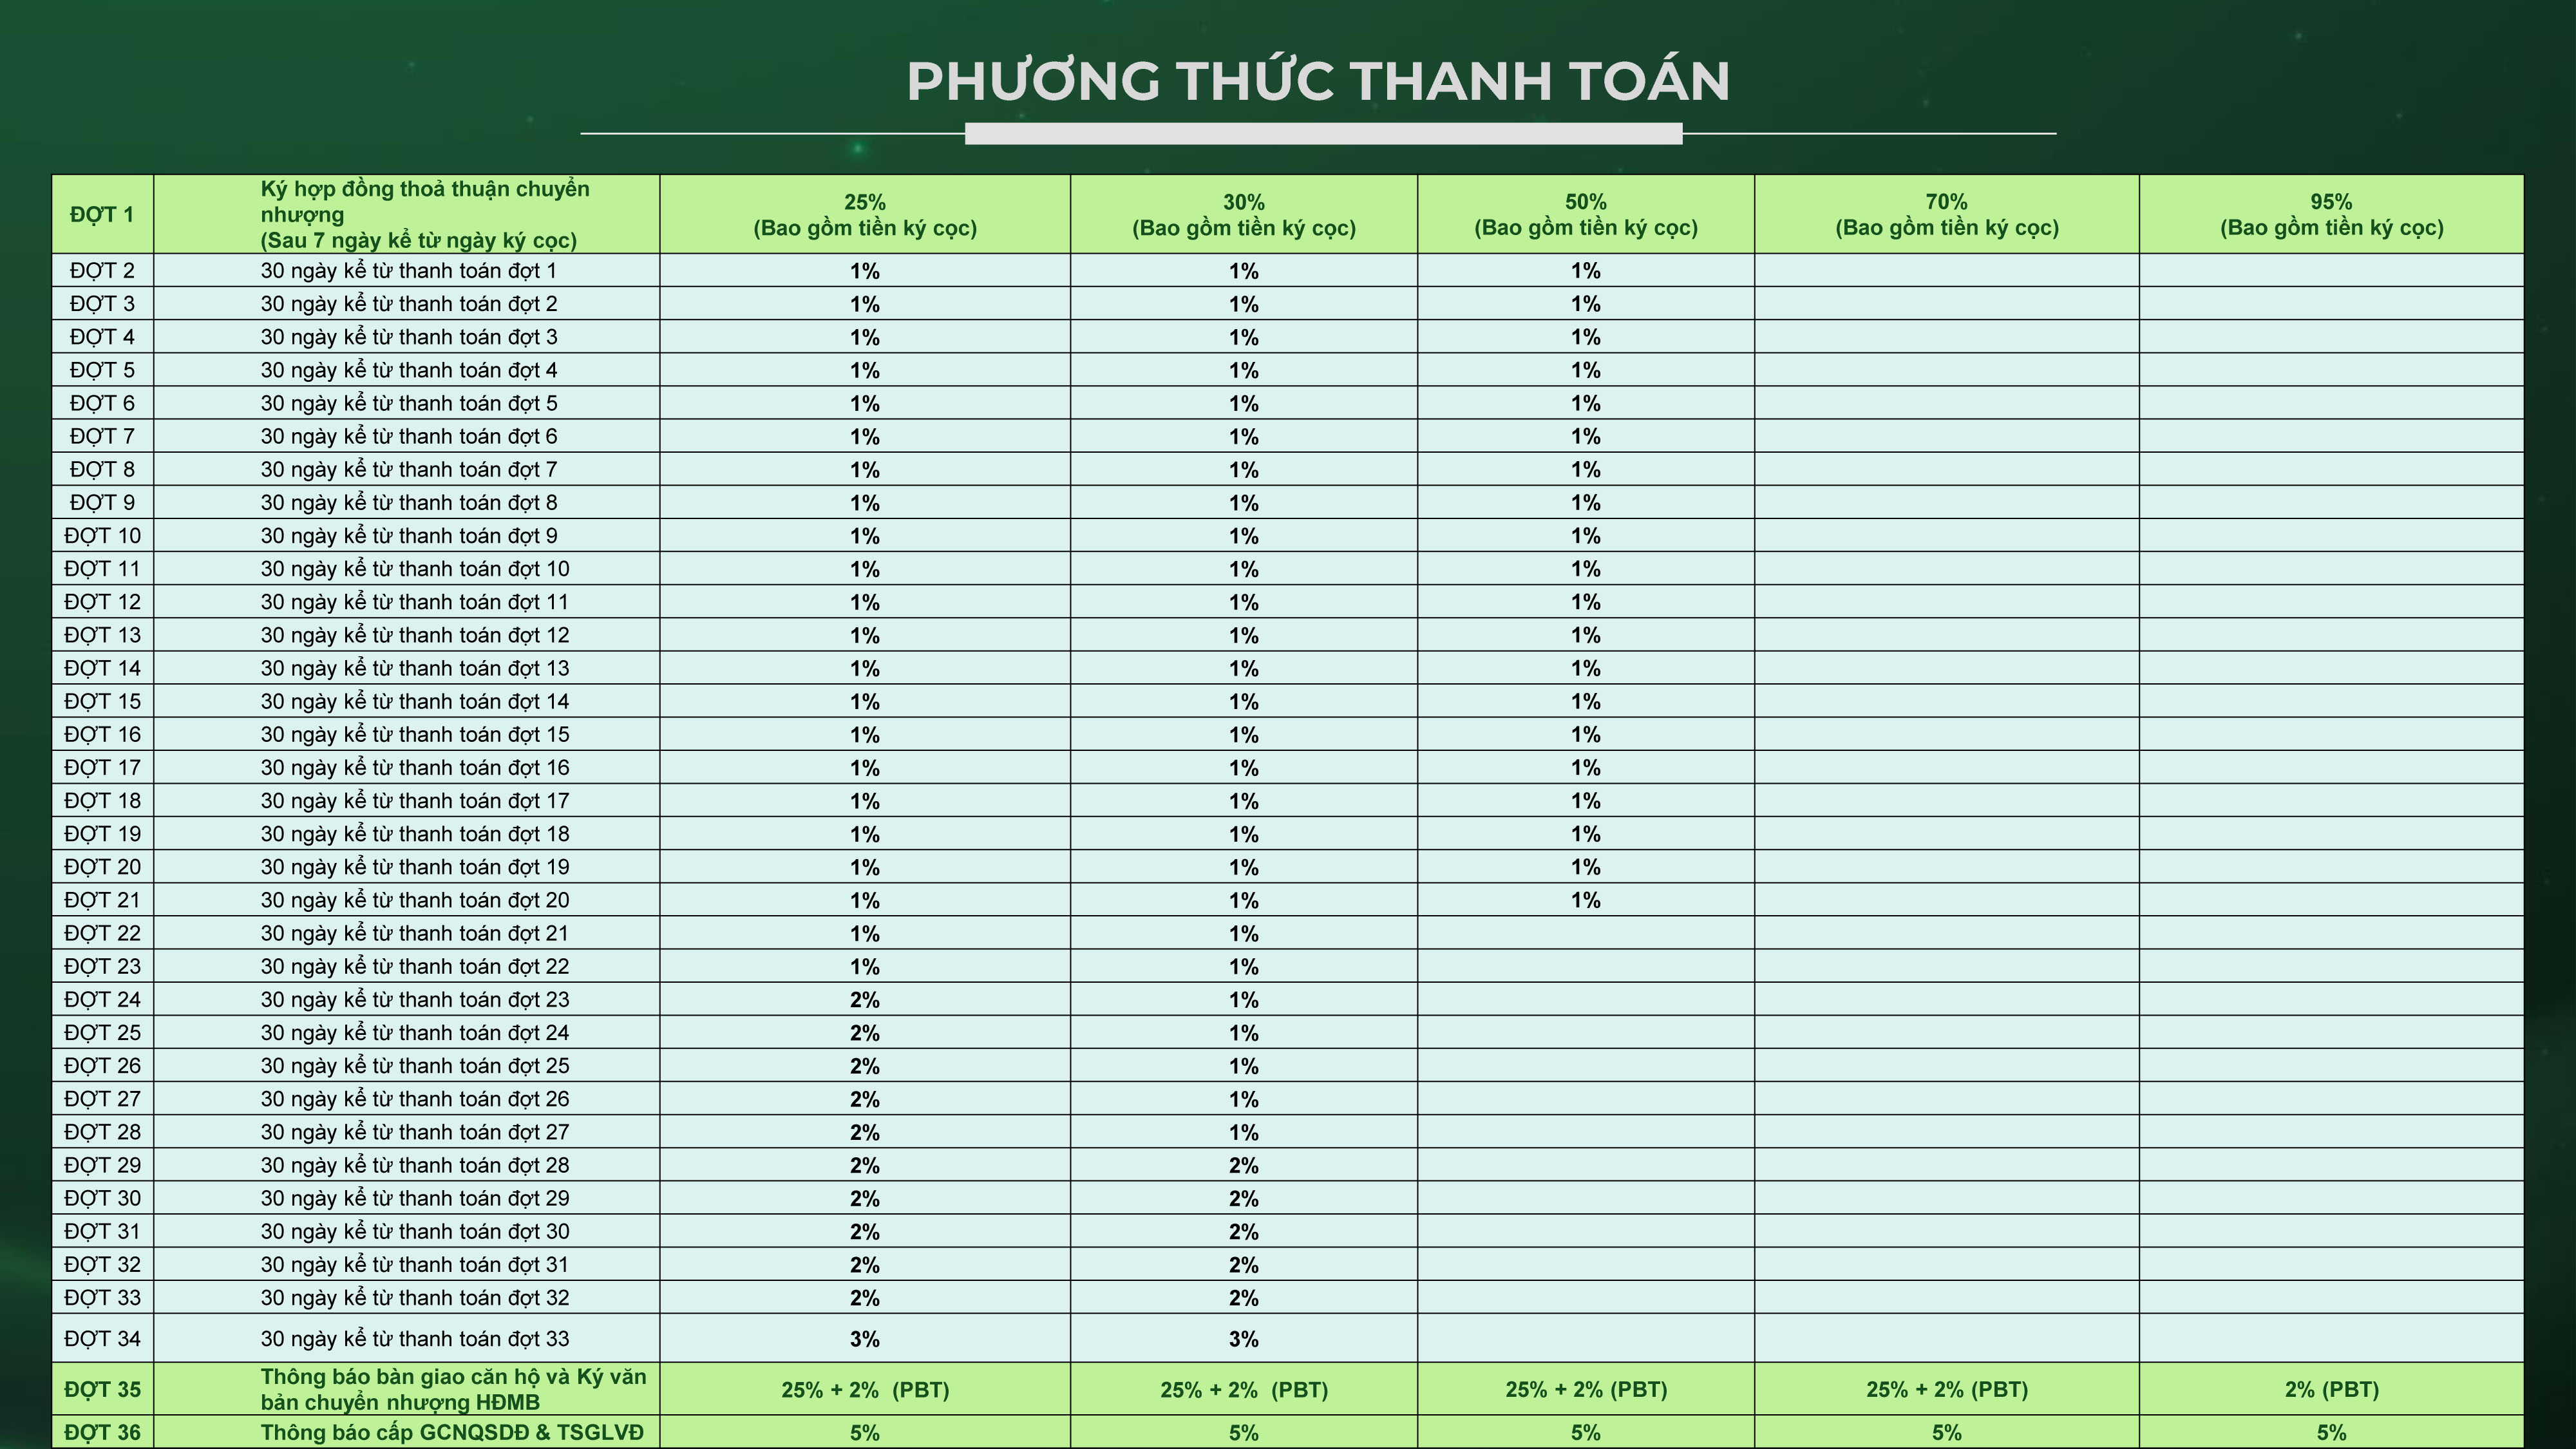 PHƯƠNG THỨC THANH TOÁN
ĐỢT 1 Ký hợp đồng thoả thuận chuyển nhượng (Sau 7 ngày kể từ ngày ký cọc) 25% (Bao gồm tiền ký cọc) 30% (Bao gồm tiền ký cọc) 50% (Bao gồm tiền ký cọc) 70% (Bao gồm tiền ký cọc) 95% (Bao gồm tiền ký cọc)
ĐỢT 2 30 ngày kể từ thanh toán đợt 1 1% 1% 1%
ĐỢT 3 30 ngày kể từ thanh toán đợt 2 1% 1% 1%
ĐỢT 4 30 ngày kể từ thanh toán đợt 3 1% 1% 1%
ĐỢT 5 30 ngày kể từ thanh toán đợt 4 1% 1% 1%
ĐỢT 6 30 ngày kể từ thanh toán đợt 5 1% 1% 1%
ĐỢT 7 30 ngày kể từ thanh toán đợt 6 1% 1% 1%
ĐỢT 8 30 ngày kể từ thanh toán đợt 7 1% 1% 1%
ĐỢT 9 30 ngày kể từ thanh toán đợt 8 1% 1% 1%
ĐỢT 10 30 ngày kể từ thanh toán đợt 9 1% 1% 1%
ĐỢT 11 30 ngày kể từ thanh toán đợt 10 1% 1% 1%
ĐỢT 12 30 ngày kể từ thanh toán đợt 11 1% 1% 1%
ĐỢT 13 30 ngày kể từ thanh toán đợt 12 1% 1% 1%
ĐỢT 14 30 ngày kể từ thanh toán đợt 13 1% 1% 1%
ĐỢT 15 30 ngày kể từ thanh toán đợt 14 1% 1% 1%
ĐỢT 16 30 ngày kể từ thanh toán đợt 15 1% 1% 1%
ĐỢT 17 30 ngày kể từ thanh toán đợt 16 1% 1% 1%
ĐỢT 18 30 ngày kể từ thanh toán đợt 17 1% 1% 1%
ĐỢT 19 30 ngày kể từ thanh toán đợt 18 1% 1% 1%
ĐỢT 20 30 ngày kể từ thanh toán đợt 19 1% 1% 1%
ĐỢT 21 30 ngày kể từ thanh toán đợt 20 1% 1% 1%
ĐỢT 22 30 ngày kể từ thanh toán đợt 21 1% 1%
ĐỢT 23 30 ngày kể từ thanh toán đợt 22 1% 1%
ĐỢT 24 30 ngày kể từ thanh toán đợt 23 2% 1%
ĐỢT 25 30 ngày kể từ thanh toán đợt 24 2% 1%
ĐỢT 26 30 ngày kể từ thanh toán đợt 25 2% 1%
ĐỢT 27 30 ngày kể từ thanh toán đợt 26 2% 1%
ĐỢT 28 30 ngày kể từ thanh toán đợt 27 2% 1%
ĐỢT 29 30 ngày kể từ thanh toán đợt 28 2% 2%
ĐỢT 30 30 ngày kể từ thanh toán đợt 29 2% 2%
ĐỢT 31 30 ngày kể từ thanh toán đợt 30 2% 2%
ĐỢT 32 30 ngày kể từ thanh toán đợt 31 2% 2%
ĐỢT 33 30 ngày kể từ thanh toán đợt 32 2% 2%
ĐỢT 34 30 ngày kể từ thanh toán đợt 33 3% 3%
ĐỢT 35 Thông báo bàn giao căn hộ và Ký văn bản chuyển nhượng HĐMB 25% + 2% (PBT) 25% + 2% (PBT) 25% + 2% (PBT) 25% + 2% (PBT) 2% (PBT)
ĐỢT 36 Thông báo cấp GCNQSDĐ & TSGLVĐ 5% 5% 5% 5% 5%